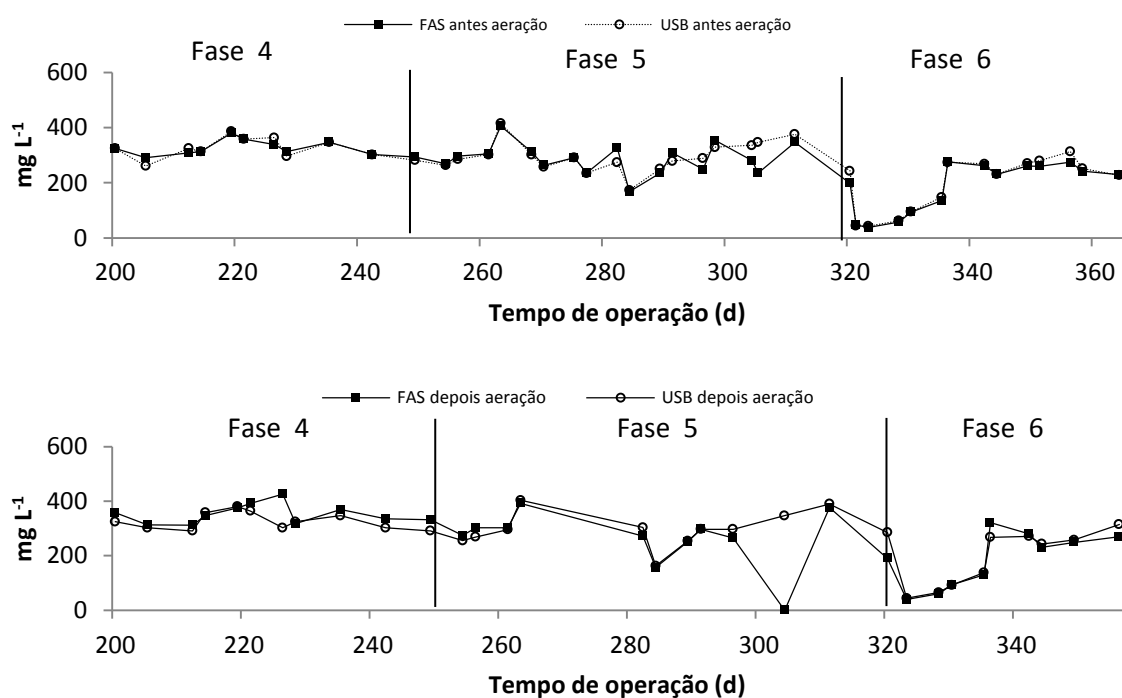 FAS antes aeração USB antes aeração
Fase 4 Fase 5 Fase 6
600
400
200
0
mg L-1
200 220 240 260 280 300 320 340 360
Tempo de operação (d)
FAS depois aeração USB depois aeração
Fase 4 Fase 5 Fase 6
600
400
200
0
mg L-1
200 220 240 260 280 300 320 340
Tempo de operação (d)